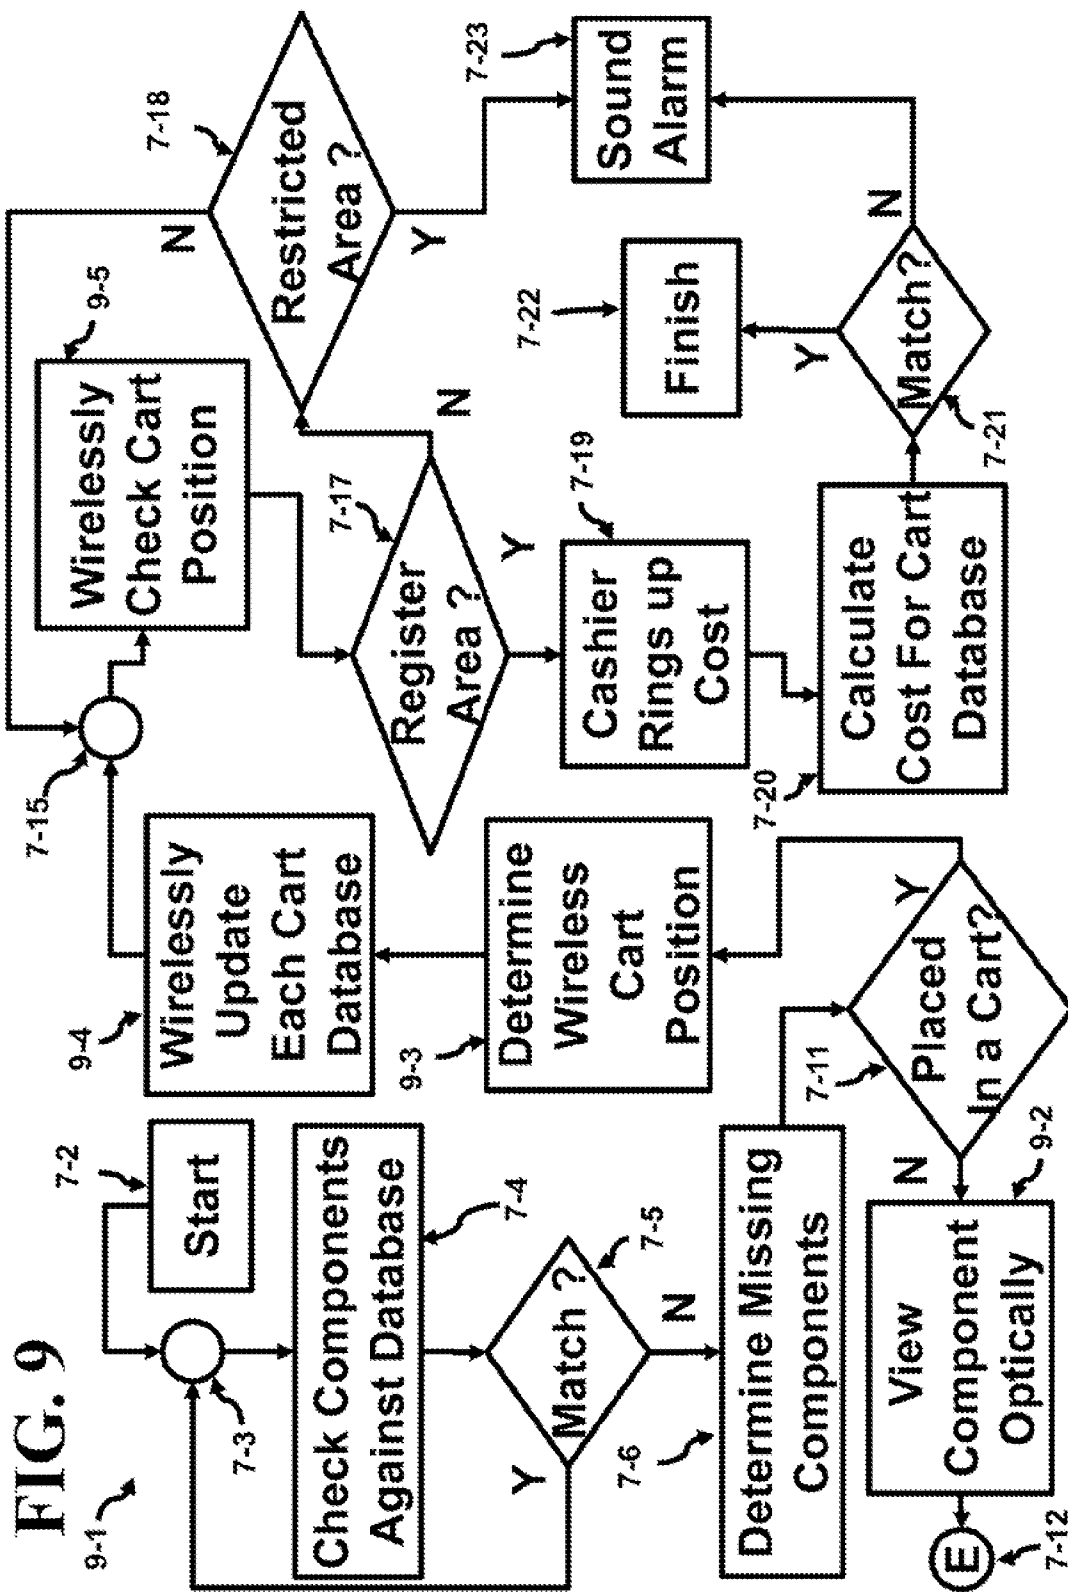 FIG. 9
9-1
7-2
Start
7-3
Check Components
Against Database
7-4
Match ?
7-5
Y
N
7-6
Determine Missing
Components
7-11
Placed
In a Cart?
Y
N
9-2
View
Component
Optically
E
7-12
9-3
Determine
Wireless
Cart
Position
9-4
Wirelessly
Update
Each Cart
Database
7-15
9-5
Wirelessly
Check Cart
Position
7-17
Register
Area ?
N
Y
7-18
Restricted
Area ?
N
Y
7-19
Cashier
Rings up
Cost
7-20
Calculate
Cost For Cart
Database
7-21
Match?
Y
N
7-22
Finish
7-23
Sound
Alarm